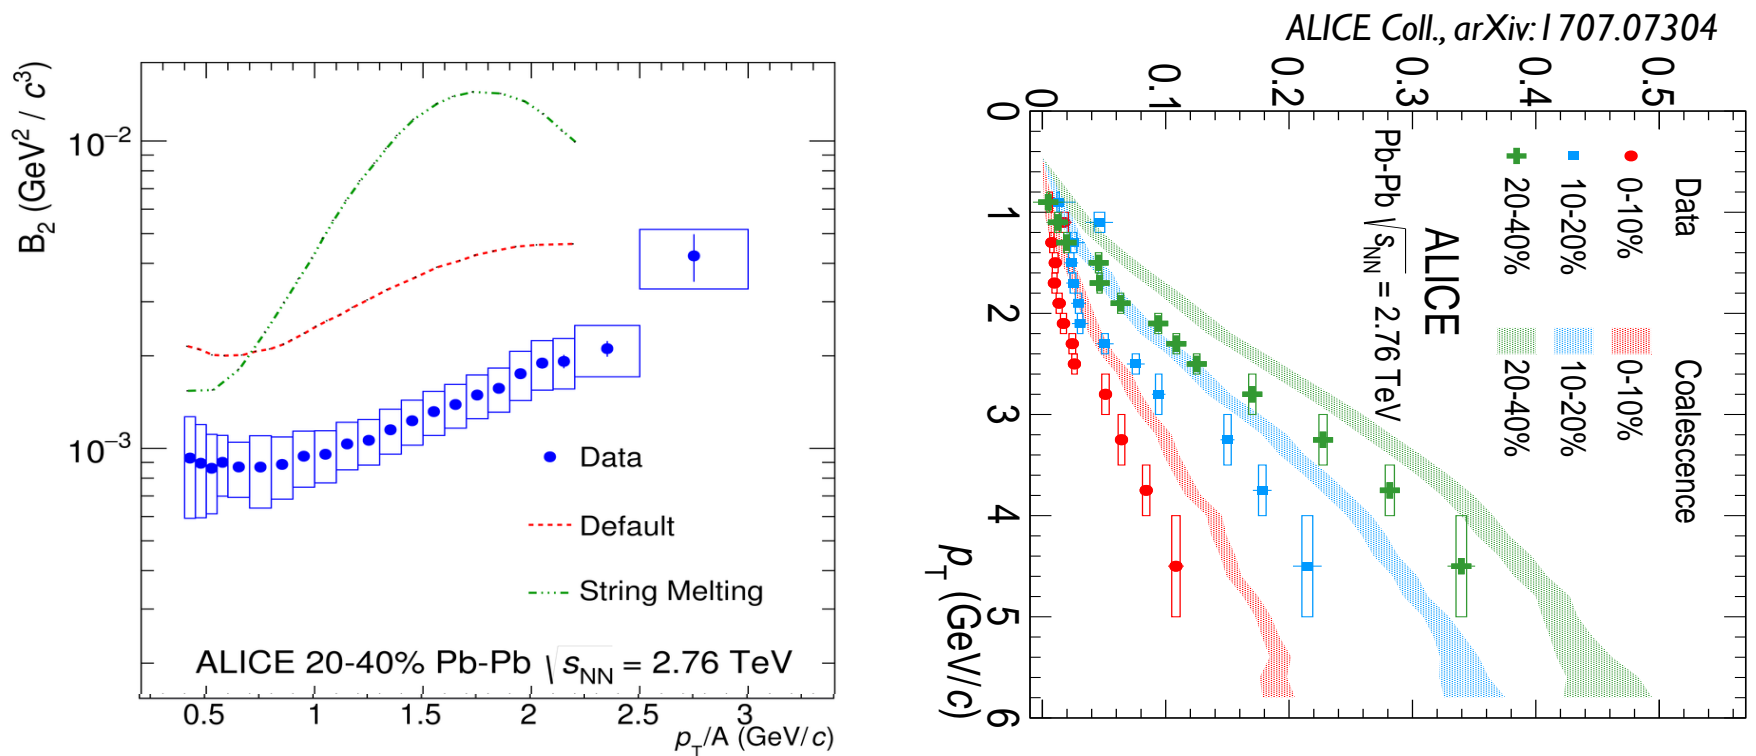 ALICE Coll., arXiv:1707.07304
B₂ (GeV² / c³)
10⁻²
10⁻³
Data
Default
String Melting
ALICE 20-40% Pb-Pb √sNN = 2.76 TeV
0.5 1 1.5 2 2.5 3
pT/A (GeV/c)
0 0.1 0.2 0.3 0.4 0.5
0 1 2 3 4 5 6
pT (GeV/c)
Data Coalescence
0-10% 0-10%
10-20% 10-20%
20-40% 20-40%
ALICE
Pb-Pb √sNN = 2.76 TeV